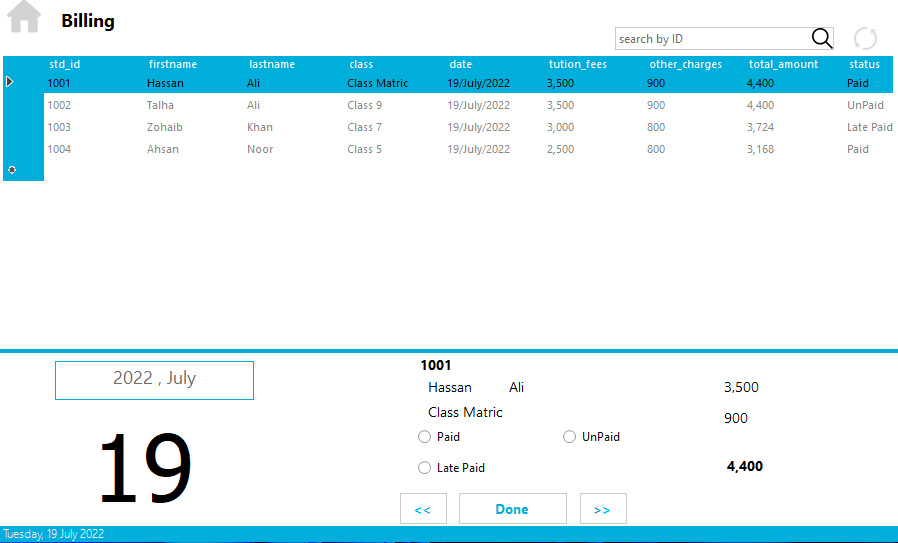 Billing
search by ID
std_id firstname lastname class date tution_fees other_charges total_amount status
1001 Hassan Ali Class Matric 19/July/2022 3,500 900 4,400 Paid
1002 Talha Ali Class 9 19/July/2022 3,500 900 4,400 UnPaid
1003 Zohaib Khan Class 7 19/July/2022 3,000 800 3,724 Late Paid
1004 Ahsan Noor Class 5 19/July/2022 2,500 800 3,168 Paid
2022 , July
19
1001
Hassan Ali 3,500
Class Matric 900
Paid UnPaid
Late Paid 4,400
<< Done >>
Tuesday, 19 July 2022